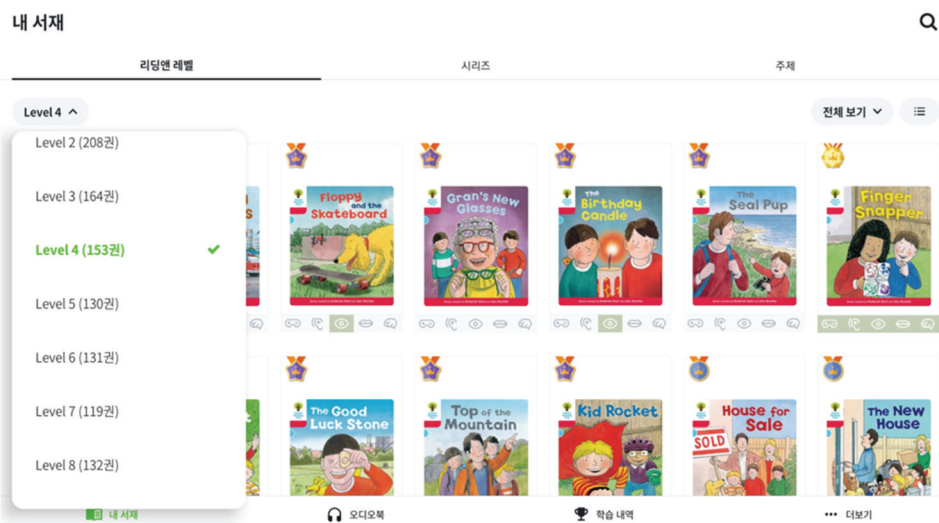 내 서재
리딩앤 레벨
시리즈
주제
Level 4
전체 보기
Level 2 (208권)
Level 3 (164권)
Level 4 (153권)
Level 5 (130권)
Level 6 (131권)
Level 7 (119권)
Level 8 (132권)
Floppy
and the
Skateboard
Gran's New
Glasses
The
Birthday
Candle
The
Seal Pup
Finger
Snapper
The Good
Luck Stone
Top of the
Mountain
Kid Rocket
House for
Sale
SOLD
The New
House
내 서재
오디오북
학습 내역
더보기